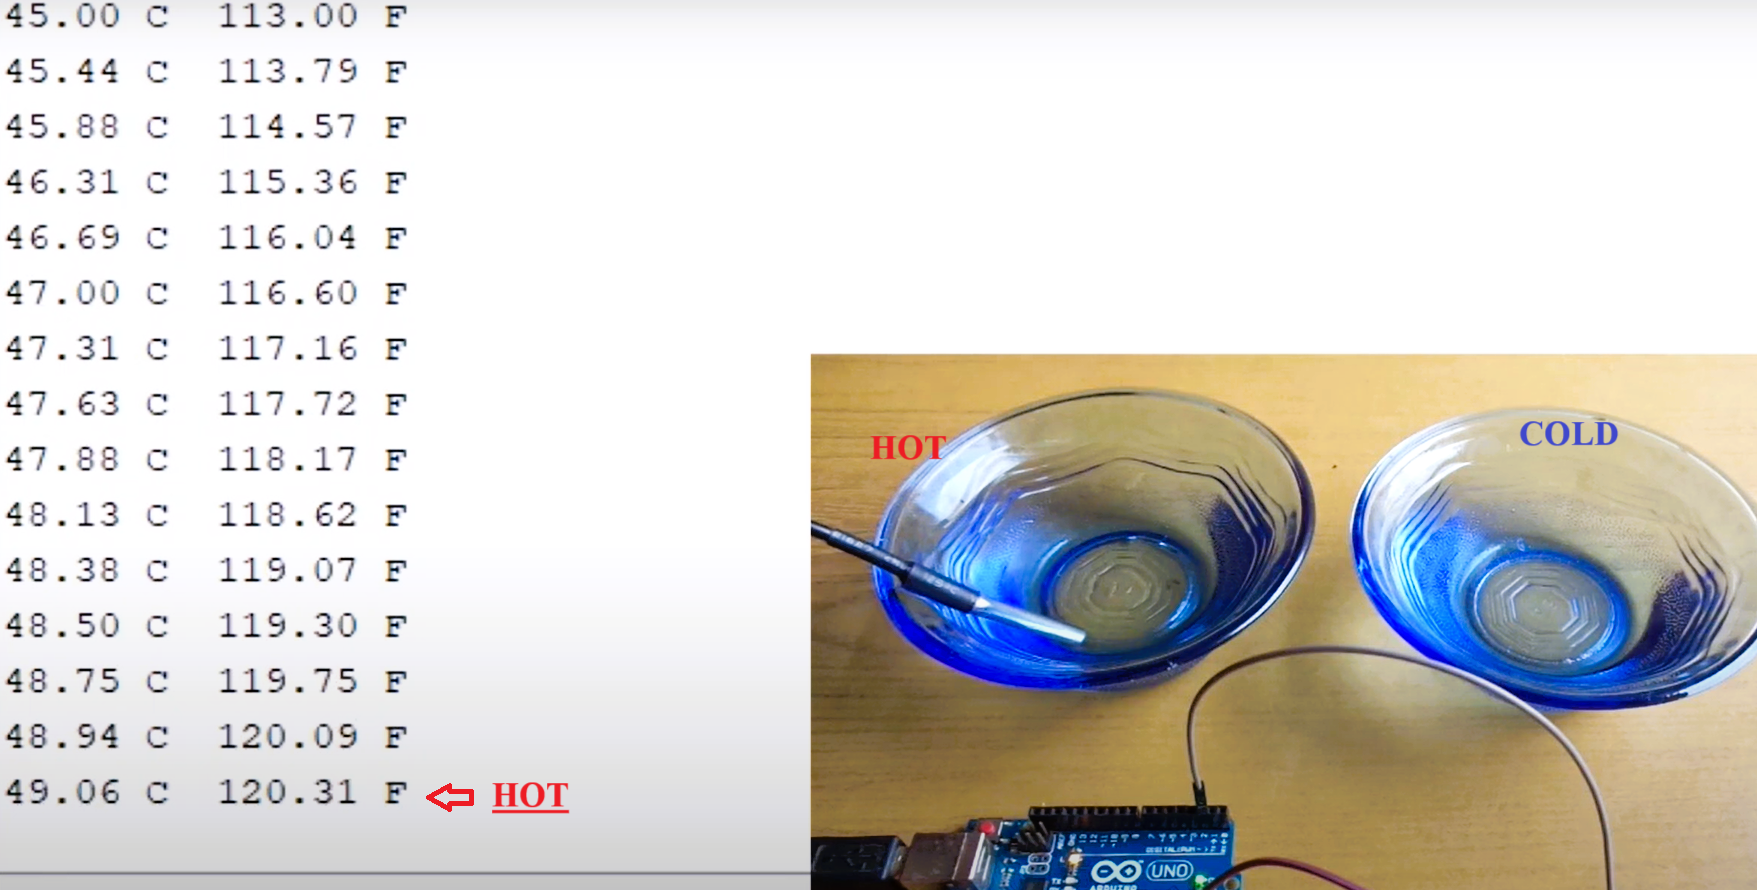 45.00 C  113.00 F
45.44 C  113.79 F
45.88 C  114.57 F
46.31 C  115.36 F
46.69 C  116.04 F
47.00 C  116.60 F
47.31 C  117.16 F
47.63 C  117.72 F
47.88 C  118.17 F
48.13 C  118.62 F
48.38 C  119.07 F
48.50 C  119.30 F
48.75 C  119.75 F
48.94 C  120.09 F
49.06 C  120.31 F
HOT
HOT
COLD
UNO
ARDUINO